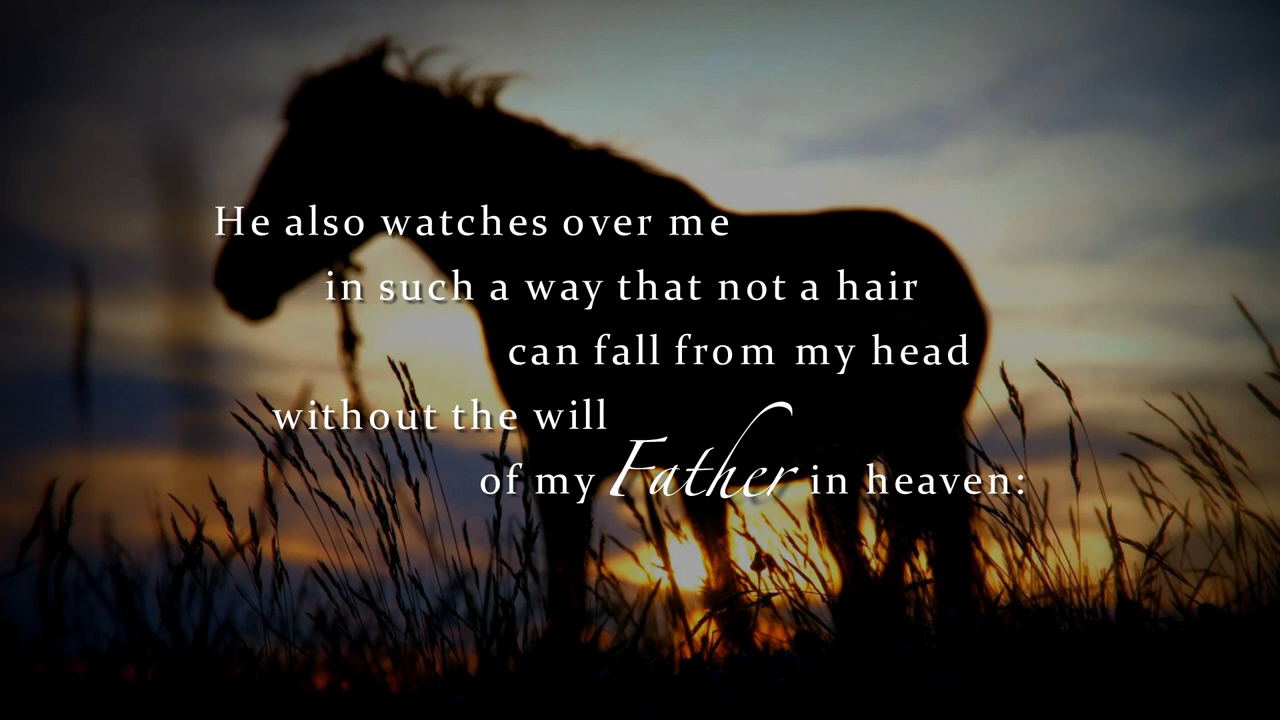 He also watches over me
in such a way that not a hair
can fall from my head
without the will
of my Father in heaven: